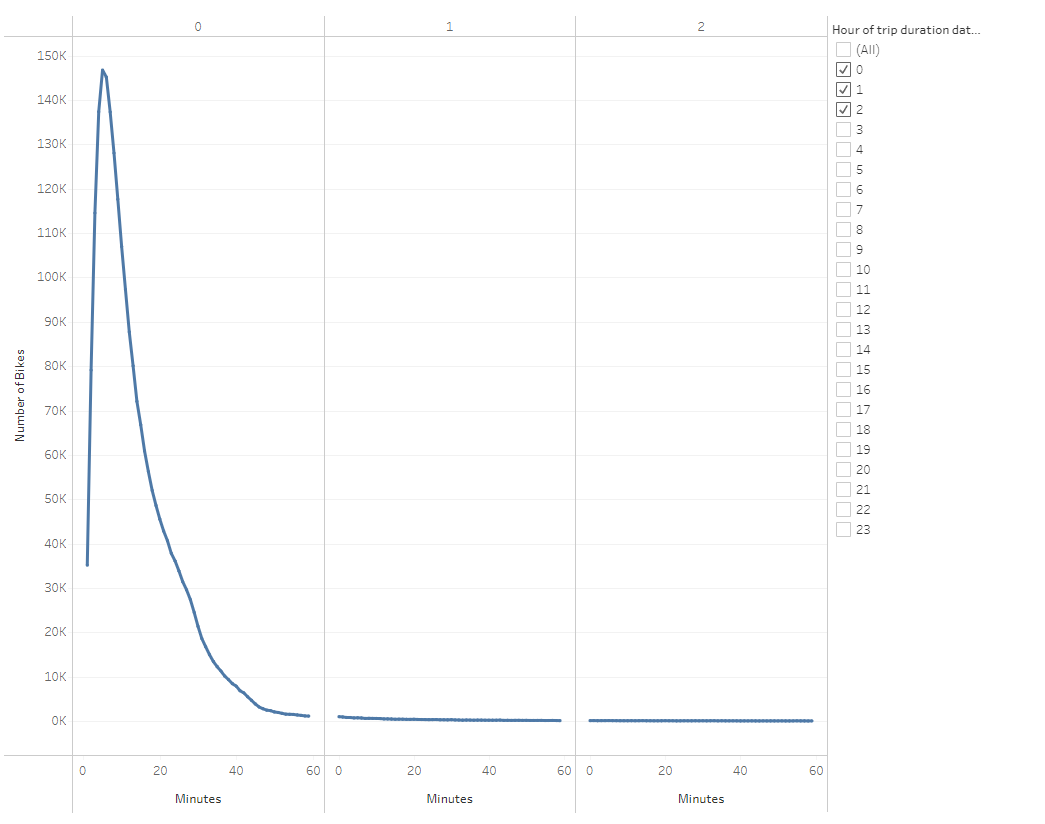 0 1 2
Hour of trip duration dat...
(All)
0
1
2
3
4
5
6
7
8
9
10
11
12
13
14
15
16
17
18
19
20
21
22
23
150K
140K
130K
120K
110K
100K
90K
80K
70K
60K
50K
40K
30K
20K
10K
0K
Number of Bikes
0 20 40 60 0 20 40 60 0 20 40 60
Minutes Minutes Minutes